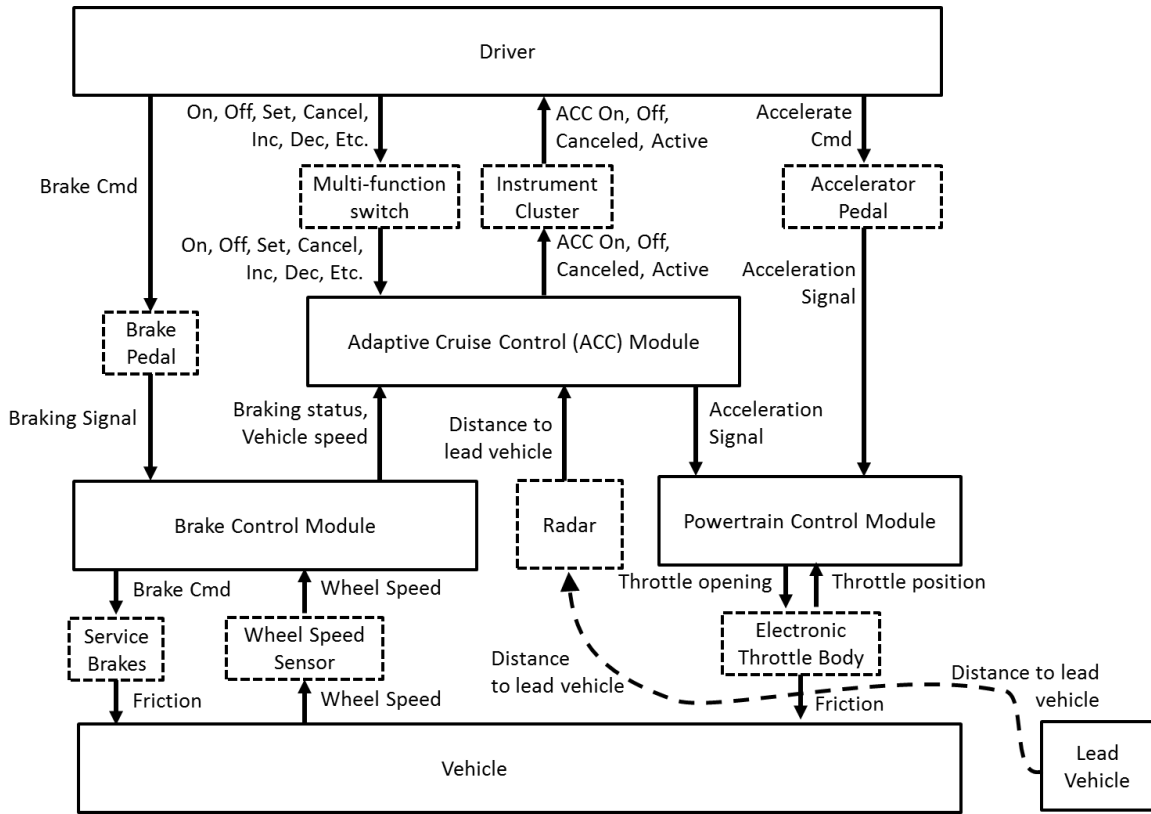 Driver
On, Off, Set, Cancel,
Inc, Dec, Etc.
ACC On, Off,
Canceled, Active
Accelerate
Cmd
Brake Cmd
Multi-function
switch
Instrument
Cluster
Accelerator
Pedal
On, Off, Set, Cancel,
Inc, Dec, Etc.
ACC On, Off,
Canceled, Active
Acceleration
Signal
Brake
Pedal
Adaptive Cruise Control (ACC) Module
Braking Signal
Braking status,
Vehicle speed
Distance to
lead vehicle
Acceleration
Signal
Brake Control Module
Radar
Powertrain Control Module
Brake Cmd
Wheel Speed
Throttle opening
Throttle position
Service
Brakes
Wheel Speed
Sensor
Electronic
Throttle Body
Distance
to lead vehicle
Distance to lead
vehicle
Friction
Wheel Speed
Friction
Vehicle
Lead
Vehicle